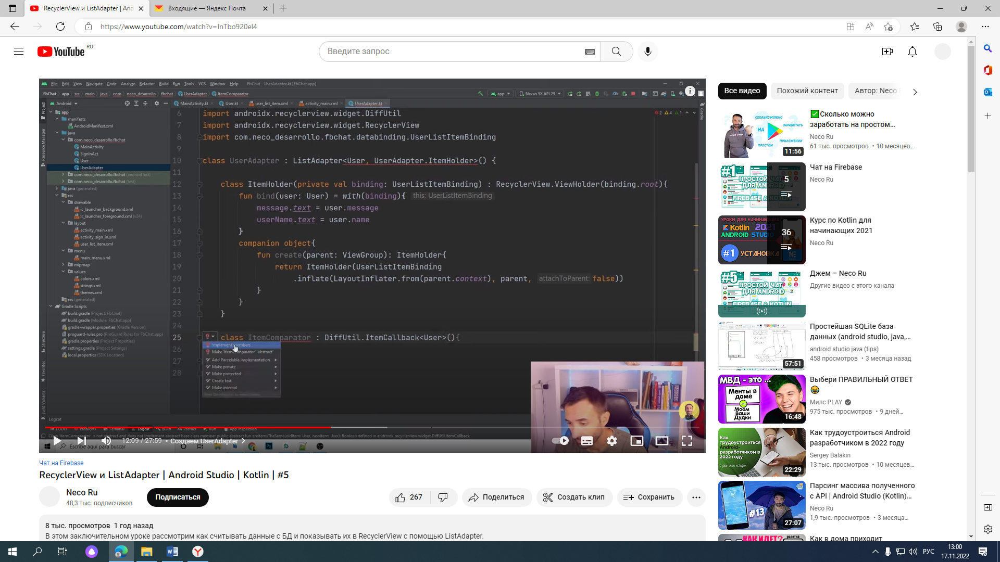 RecyclerView и ListAdapter | And
Входящие — Яндекс Почта
https://www.youtube.com/watch?v=InTbo920el4
YouTube RU
Введите запрос
File Edit View Navigate Code Analyze Refactor Build Run Tools VCS Window Help FbChat - UserAdapter.kt [FbChat.app]
FbChat app src main java com neco_desarrollo fbchat UserAdapter ItemComparator
app Nexus 5X API 29
Android
MainActivity.kt User.kt user_list_item.xml activity_main.xml UserAdapter.kt
Project
Resource Manager
Structure
Favorites
Build Variants
Gradle
app
manifests
AndroidManifest.xml
java
com.neco_desarrollo.fbchat
MainActivity
SignInAct
User
UserAdapter
com.neco_desarrollo.fbchat (androidTest)
com.neco_desarrollo.fbchat (test)
java (generated)
res
drawable
ic_launcher_background.xml
ic_launcher_foreground.xml (v24)
layout
activity_main.xml
activity_sign_in.xml
user_list_item.xml
menu
main_menu.xml
mipmap
values
colors.xml
strings.xml
themes.xml
res (generated)
Gradle Scripts
build.gradle (Project: FbChat)
build.gradle (Module: FbChat.app)
gradle-wrapper.properties (Gradle Version)
proguard-rules.pro (ProGuard Rules for FbChat.app)
gradle.properties (Project Properties)
settings.gradle (Project Settings)
local.properties (SDK Location)
2 4 1
6 import androidx.recyclerview.widget.DiffUtil
7 import androidx.recyclerview.widget.RecyclerView
8 import com.neco_desarrollo.fbchat.databinding.UserListItemBinding
9
10 class UserAdapter : ListAdapter<User, UserAdapter.ItemHolder>() {
11
12 class ItemHolder(private val binding: UserListItemBinding) : RecyclerView.ViewHolder(binding.root){
13 fun bind(user: User) = with(binding){ this: UserListItemBinding
14 message.text = user.message
15 userName.text = user.name
16 }
17 companion object{
18 fun create(parent: ViewGroup): ItemHolder{
19 return ItemHolder(UserListItemBinding
20 .inflate(LayoutInflater.from(parent.context), parent, attachToParent: false))
21 }
22 }
23 }
24
25 class ItemComparator : DiffUtil.ItemCallback<User>(){
26
27
28
Implement members
Make 'ItemComparator' abstract
Add Parcelable Implementation
Make private
Make protected
Create test
Make internal
Logcat
TODO Problems Terminal Logcat Build Profiler Run App Inspection
Class 'ItemComparator' is not abstract and does not implement abstract base class member public abstract fun areItemsTheSame(oldItem: User, newItem: User): Boolean defined in androidx.recyclerview.widget.DiffUtil.ItemCallback
Escribe aquí para buscar
12:09 / 27:59 • Создаем UserAdapter
Чат на Firebase
RecyclerView и ListAdapter | Android Studio | Kotlin | #5
Neco Ru
48,3 тыс. подписчиков
Подписаться
267
Поделиться
Создать клип
Сохранить
8 тыс. просмотров 1 год назад
В этом заключительном уроке рассмотрим как считывать данные с БД и показывать их в RecyclerView с помощью ListAdapter.
Все видео
Похожий контент
Автор: Neco
СКОЛЬКО МОЖНО
НА
ЗАРАБОТАТЬ
ПРОСТОМ
ПРИЛОЖЕНИИ
11:56
✅Сколько можно
заработать на простом...
Neco Ru
61 тыс. просмотров • 10 месяцев...
#1
ПРОСТОЙ ЧАТ
ДЛЯ ANDROID
FIREBASE & KOTLIN
5
Чат на Firebase
Neco Ru
УРОКИ ДЛЯ НАЧИНАЮЩИХ
Kotlin 2021
ANDROID STUDIO
#1 УСТАНОВКА
36
Курс по Kotlin для
начинающих 2021
Neco Ru
#5
ПРОСТОЙ ЧАТ
ДЛЯ ANDROID
FIREBASE & KOTLIN
Джем – Neco Ru
Другие видео с этого канала
57:51
Простейшая SQLite база
данных (android studio, java,...
android studio java (tips)
458 просмотров • 3 месяца назад
МВД - ЭТО ...
Менты в
доме
или
Моем
Ваши
Дудки
16:48
Выбери ПРАВИЛЬНЫЙ ОТВЕТ
😂
Милс PLAY
975 тыс. просмотров • 9 дней...
Как
трудоустроиться
Android-
разработчиком в
2022 году
3 реальные истории
22:29
Как трудоустроиться Android
разработчиком в 2022 году
Sergey Balakin
13 тыс. просмотров • 10 месяцев...
#13
27:07
Парсинг массива полученного
с API | Android Studio (Kotlin)...
Neco Ru
1,9 тыс. просмотров • 3 месяца...
КАК ИДЕТ?
розетка
Как в дома приходит
РУС
13:00
17.11.2022